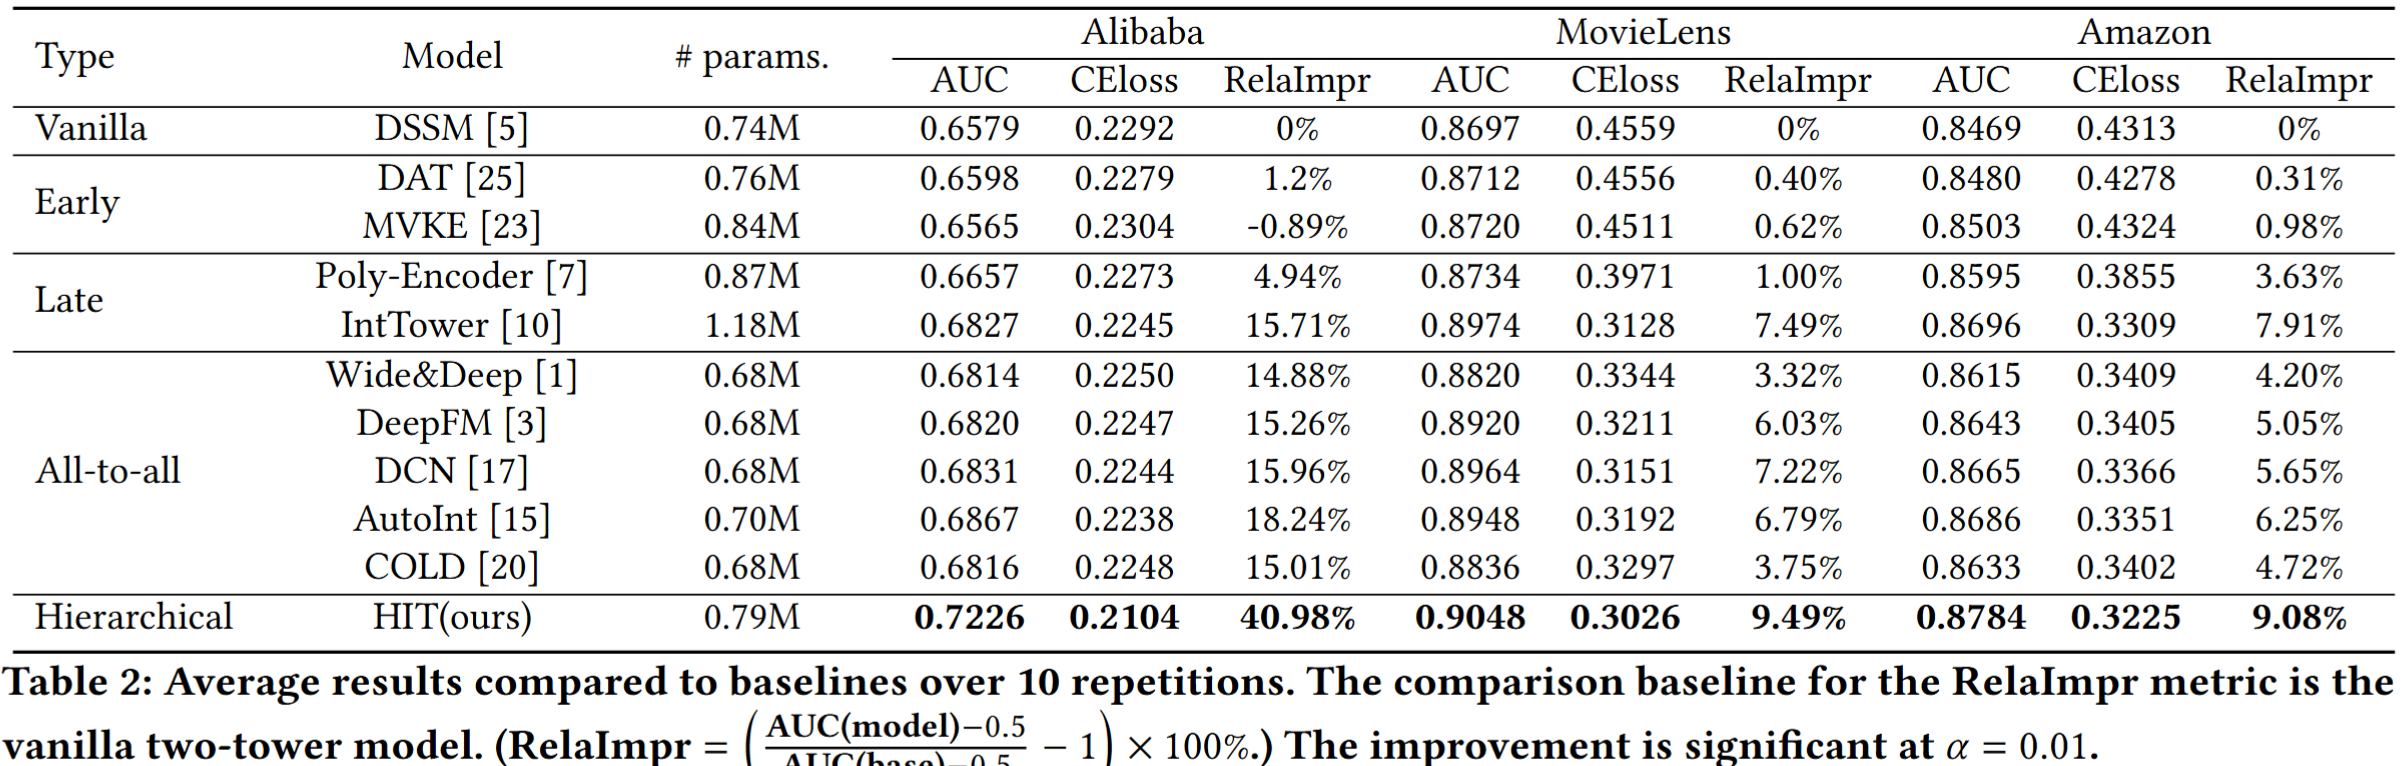 Type Model # params. Alibaba MovieLens Amazon
AUC CEloss RelaImpr AUC CEloss RelaImpr AUC CEloss RelaImpr
Vanilla DSSM [5] 0.74M 0.6579 0.2292 0% 0.8697 0.4559 0% 0.8469 0.4313 0%
Early DAT [25] 0.76M 0.6598 0.2279 1.2% 0.8712 0.4556 0.40% 0.8480 0.4278 0.31%
MVKE [23] 0.84M 0.6565 0.2304 -0.89% 0.8720 0.4511 0.62% 0.8503 0.4324 0.98%
Late Poly-Encoder [7] 0.87M 0.6657 0.2273 4.94% 0.8734 0.3971 1.00% 0.8595 0.3855 3.63%
IntTower [10] 1.18M 0.6827 0.2245 15.71% 0.8974 0.3128 7.49% 0.8696 0.3309 7.91%
All-to-all Wide&Deep [1] 0.68M 0.6814 0.2250 14.88% 0.8820 0.3344 3.32% 0.8615 0.3409 4.20%
DeepFM [3] 0.68M 0.6820 0.2247 15.26% 0.8920 0.3211 6.03% 0.8643 0.3405 5.05%
DCN [17] 0.68M 0.6831 0.2244 15.96% 0.8964 0.3151 7.22% 0.8665 0.3366 5.65%
AutoInt [15] 0.70M 0.6867 0.2238 18.24% 0.8948 0.3192 6.79% 0.8686 0.3351 6.25%
COLD [20] 0.68M 0.6816 0.2248 15.01% 0.8836 0.3297 3.75% 0.8633 0.3402 4.72%
Hierarchical HIT(ours) 0.79M 0.7226 0.2104 40.98% 0.9048 0.3026 9.49% 0.8784 0.3225 9.08%
Table 2: Average results compared to baselines over 10 repetitions. The comparison baseline for the RelaImpr metric is the
vanilla two-tower model. (RelaImpr = (AUC(model)−0.5 / AUC(base)−0.5 − 1) × 100%.) The improvement is significant at α = 0.01.